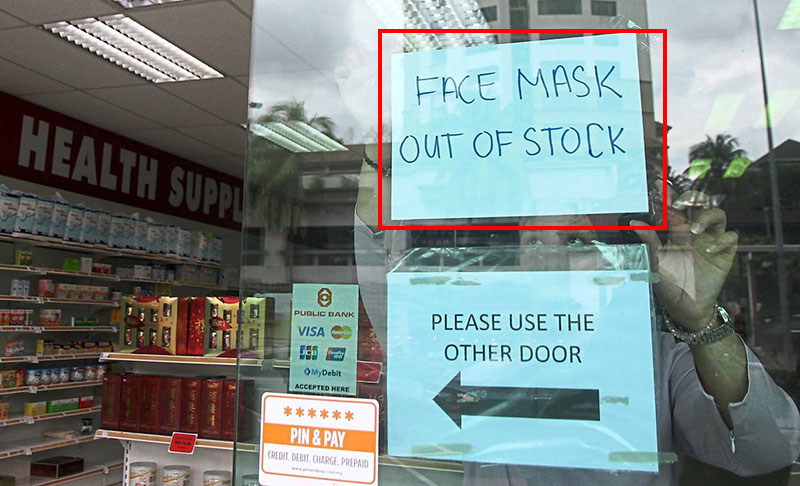 HEALTH SUPPL
FACE MASK
OUT OF STOCK
PLEASE USE THE
OTHER DOOR
PUBLIC BANK
VISA
JCB
MyDebit
ACCEPTED HERE
******
PIN & PAY
CREDIT, DEBIT, CHARGE, PREPAID